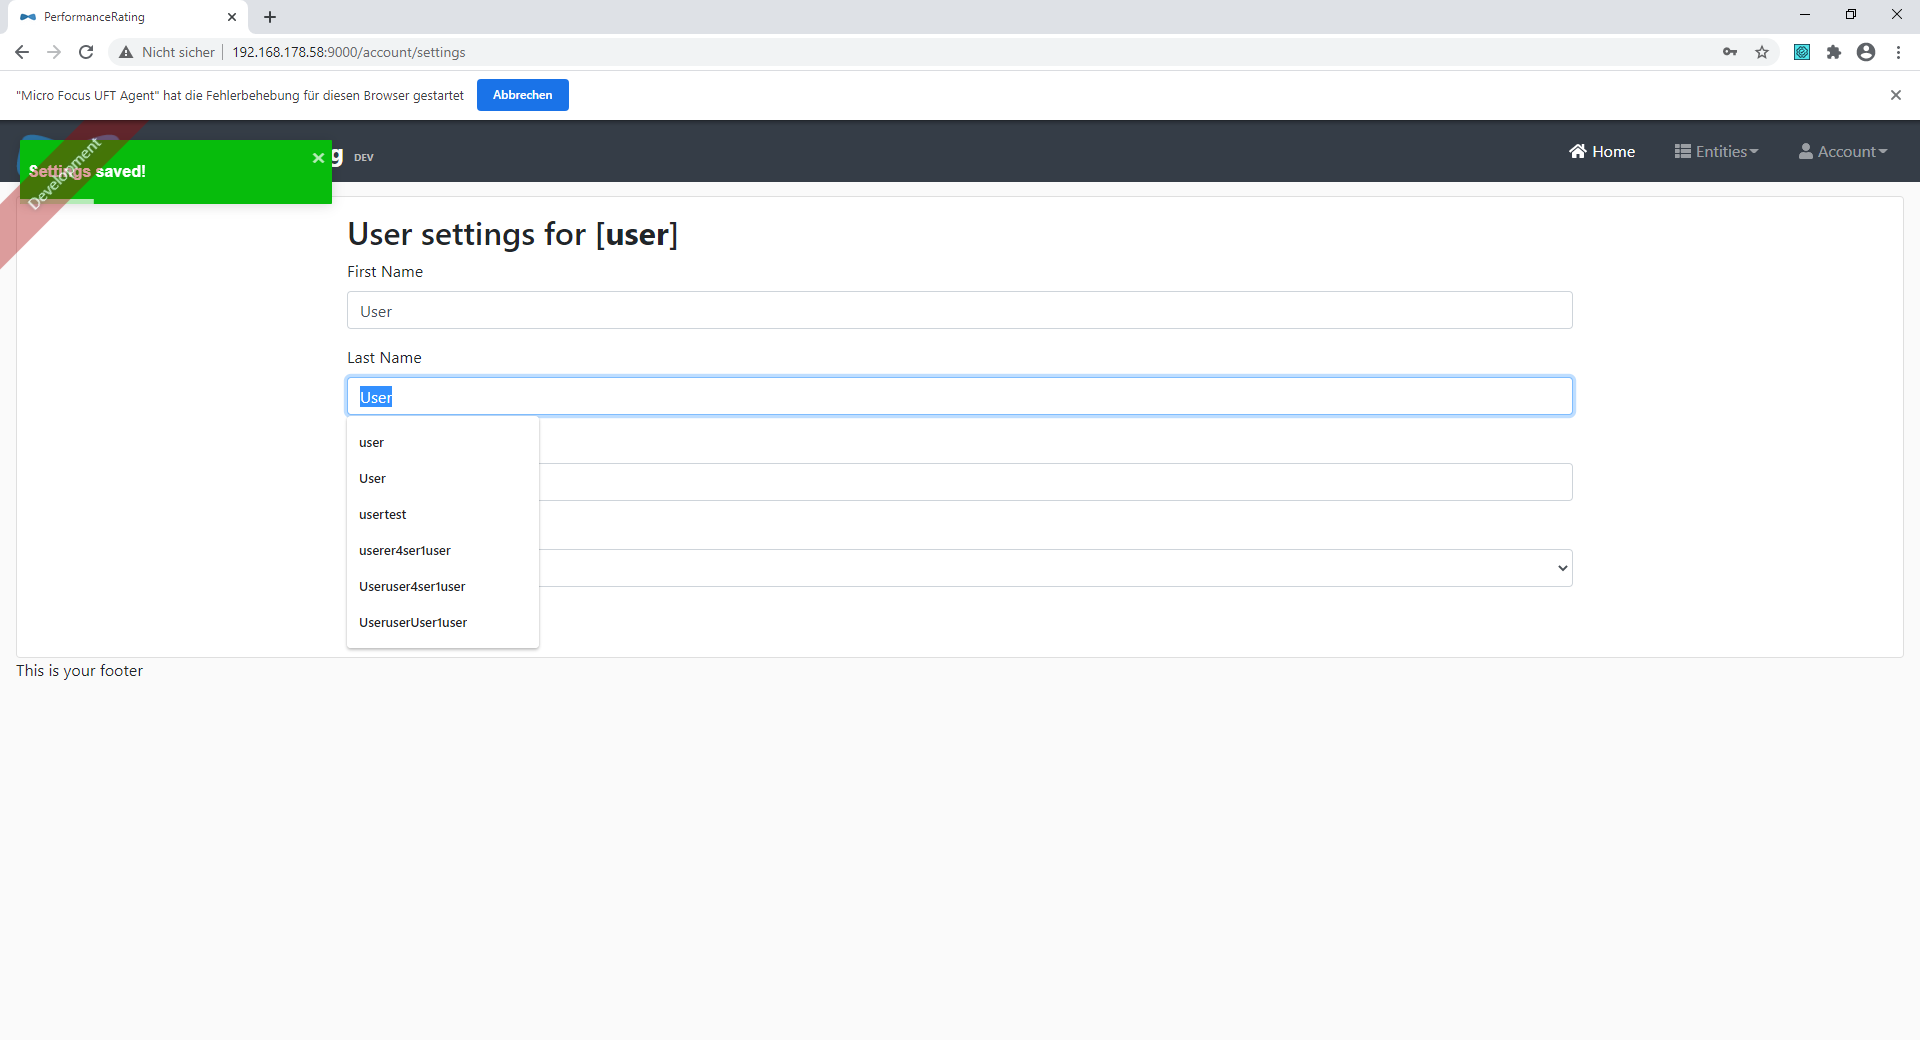 PerformanceRating
Nicht sicher
192.168.178.58:9000/account/settings
"Micro Focus UFT Agent" hat die Fehlerbehebung für diesen Browser gestartet
Abbrechen
Development
Settings saved!
g DEV
Home
Entities
Account
User settings for [user]
First Name
User
Last Name
User
user
User
usertest
userer4ser1user
Useruser4ser1user
UseruserUser1user
This is your footer